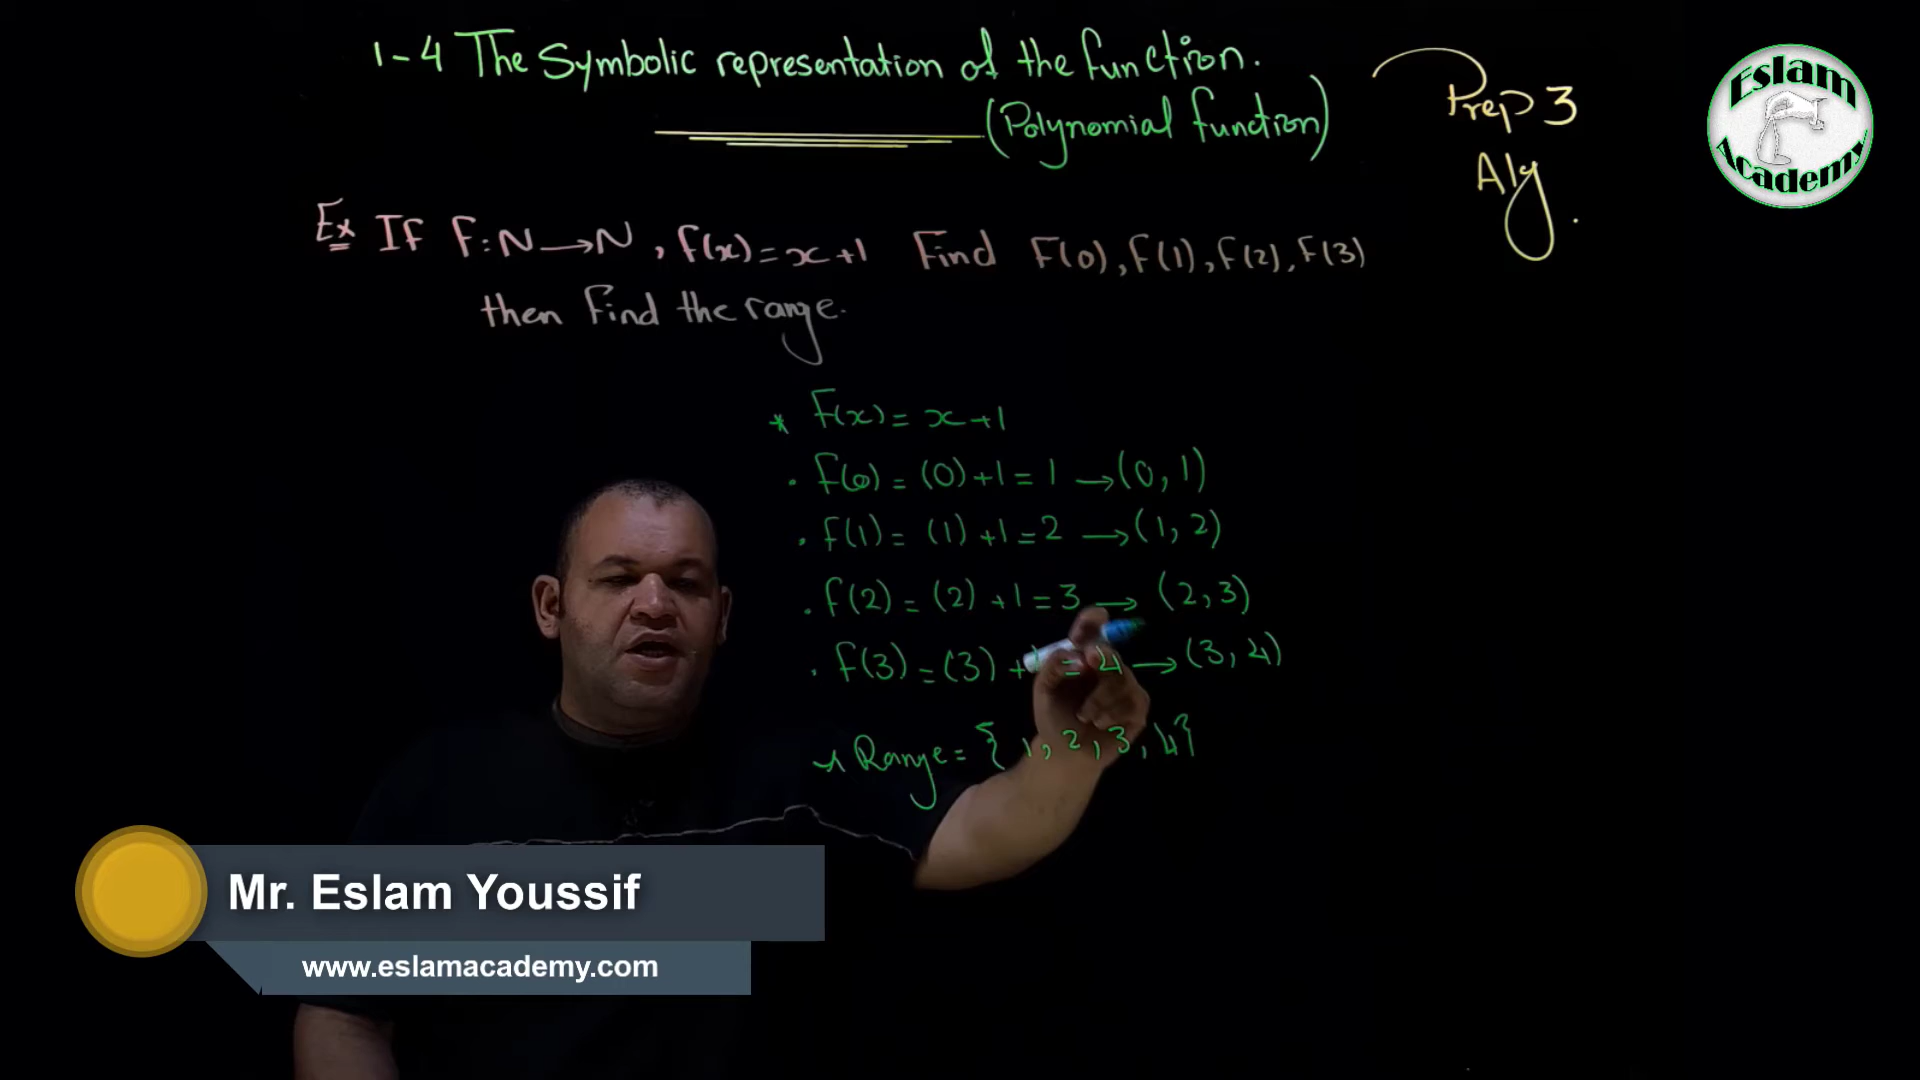 1-4 The Symbolic representation of the function.
(Polynomial function)
Prep 3
Alg.
Eslam Academy
Ex If f:N→N, f(x)=x+1 Find f(0), f(1), f(2), f(3)
then find the range.
* f(x)= x+1
. f(0) = (0)+1 = 1 →(0, 1)
. f(1) = (1) +1=2 →(1, 2)
. f(2) = (2) +1=3 → (2,3)
. f(3) = (3) +1 = 4 →(3, 4)
* Range = { 1, 2, 3, 4}
Mr. Eslam Youssif
www.eslamacademy.com